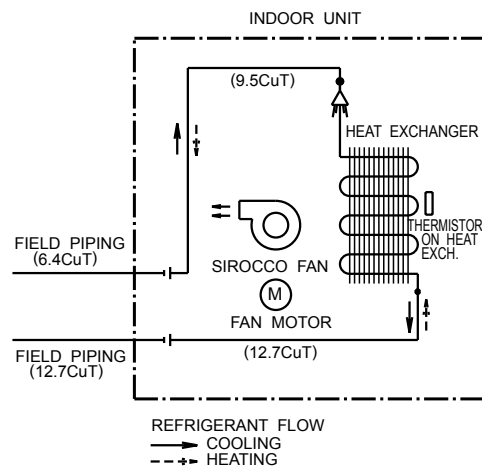 INDOOR UNIT
(9.5CuT)
HEAT EXCHANGER
THERMISTOR
ON HEAT
EXCH.
FIELD PIPING
(6.4CuT)
SIROCCO FAN
M
FAN MOTOR
FIELD PIPING
(12.7CuT)
(12.7CuT)
REFRIGERANT FLOW
COOLING
HEATING